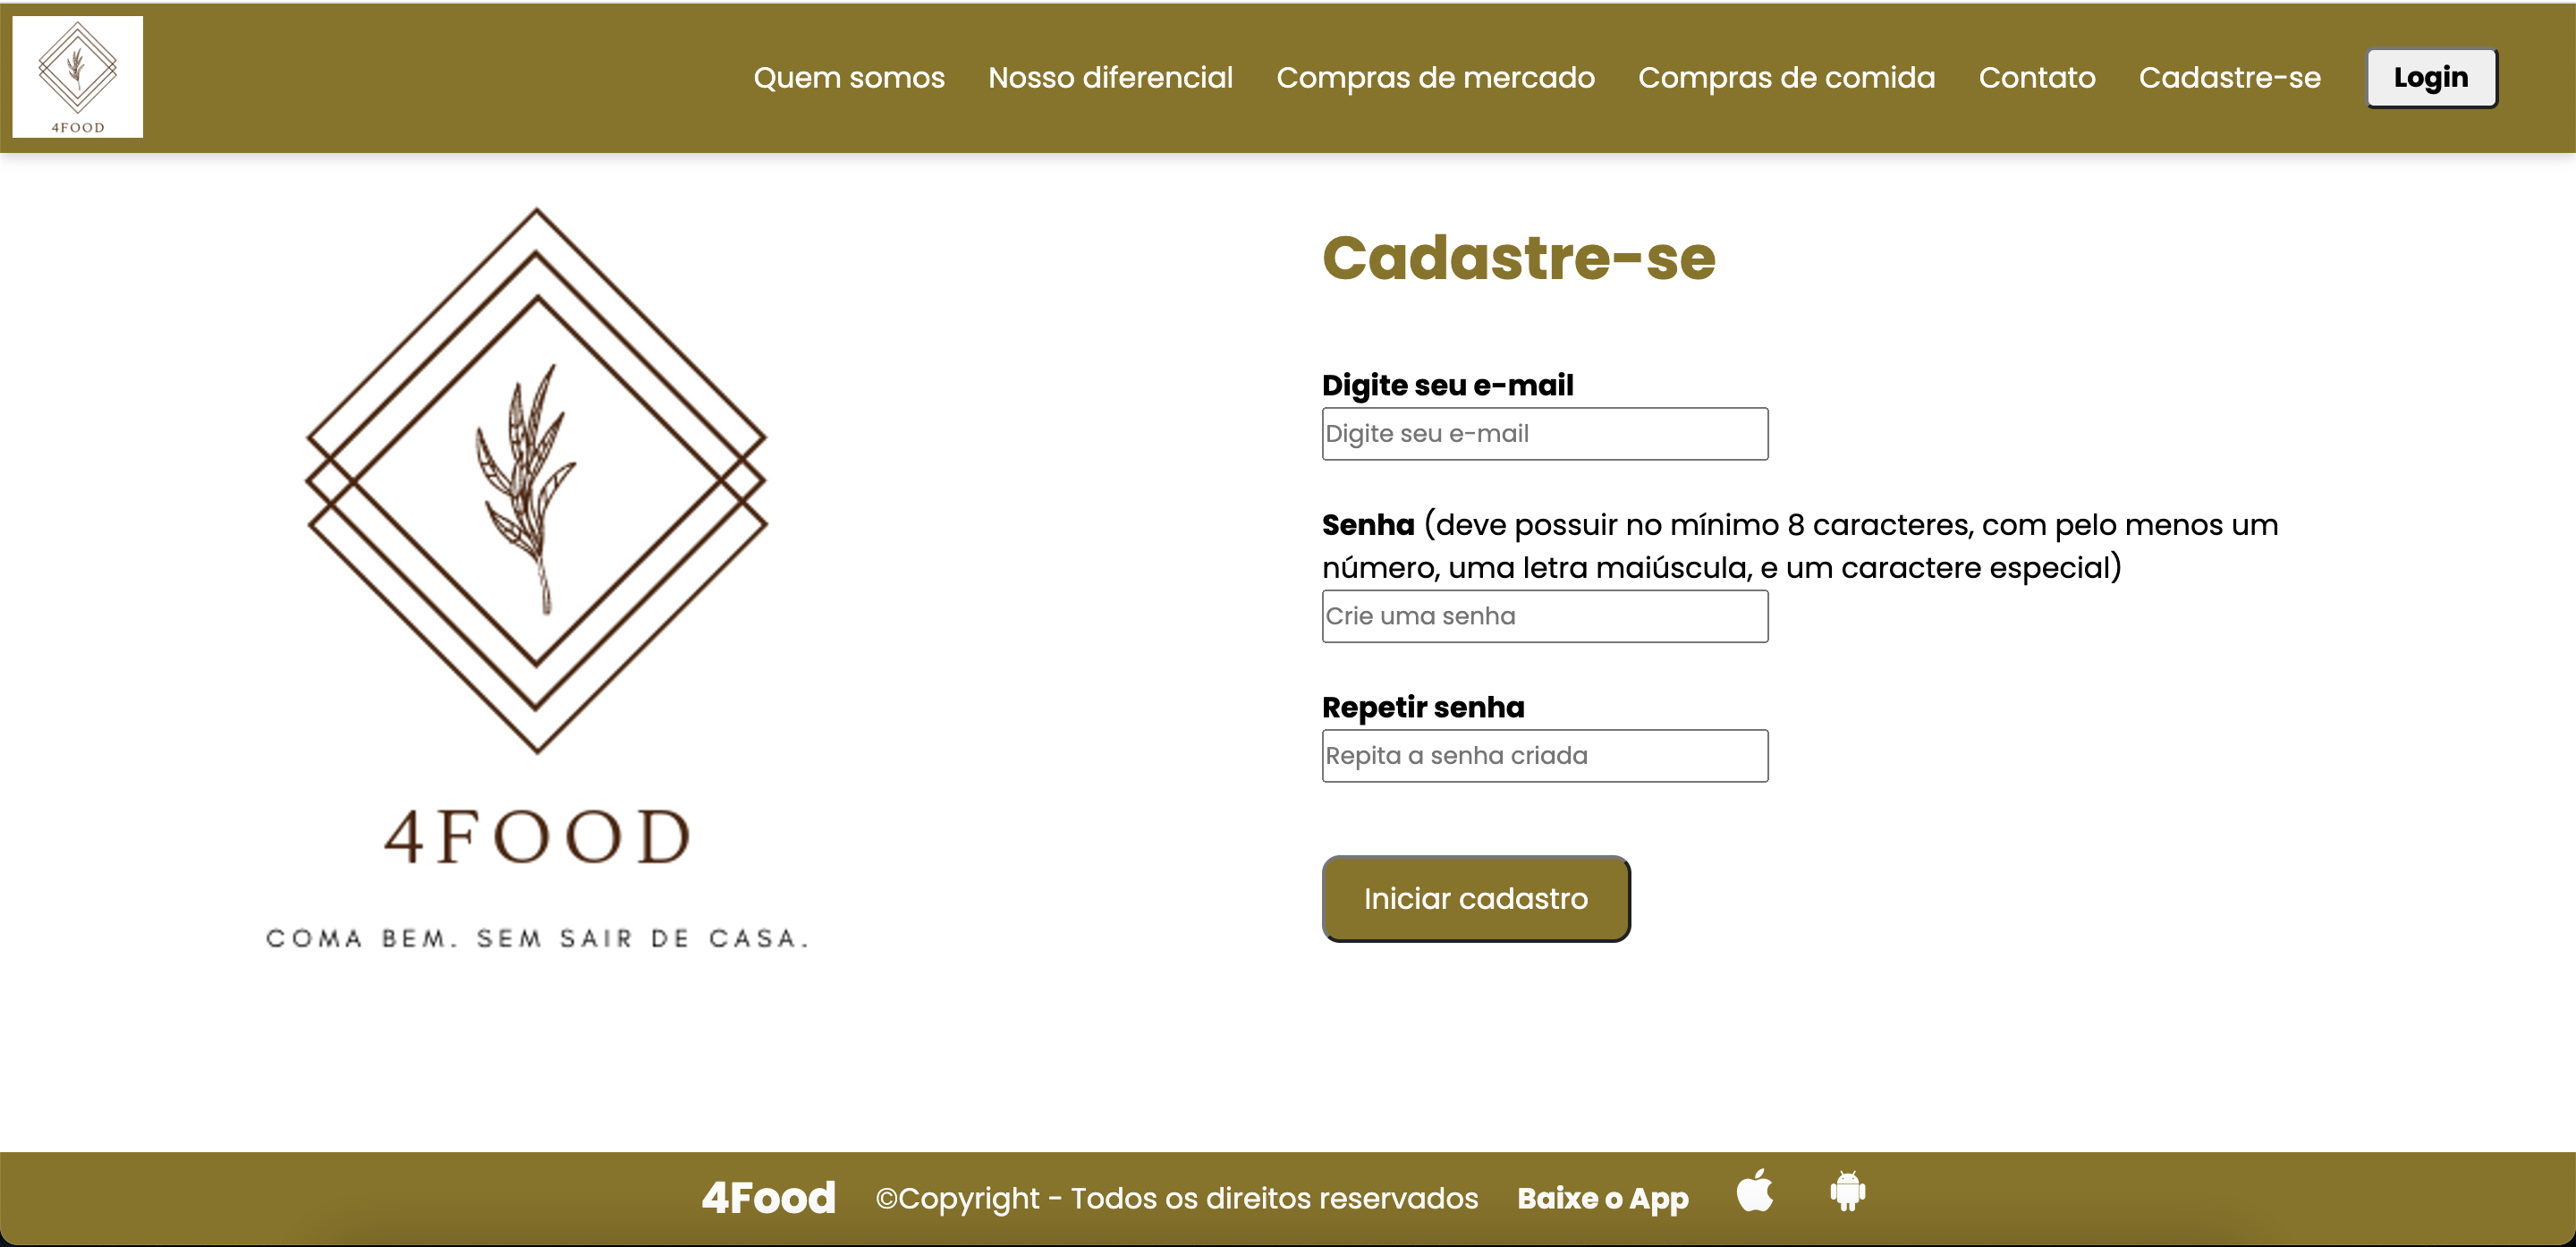 4FOOD
Quem somos
Nosso diferencial
Compras de mercado
Compras de comida
Contato
Cadastre-se
Login
4FOOD
COMA BEM. SEM SAIR DE CASA.
Cadastre-se
Digite seu e-mail
Digite seu e-mail
Senha (deve possuir no mínimo 8 caracteres, com pelo menos um
número, uma letra maiúscula, e um caractere especial)
Crie uma senha
Repetir senha
Repita a senha criada
Iniciar cadastro
4Food
©Copyright - Todos os direitos reservados
Baixe o App